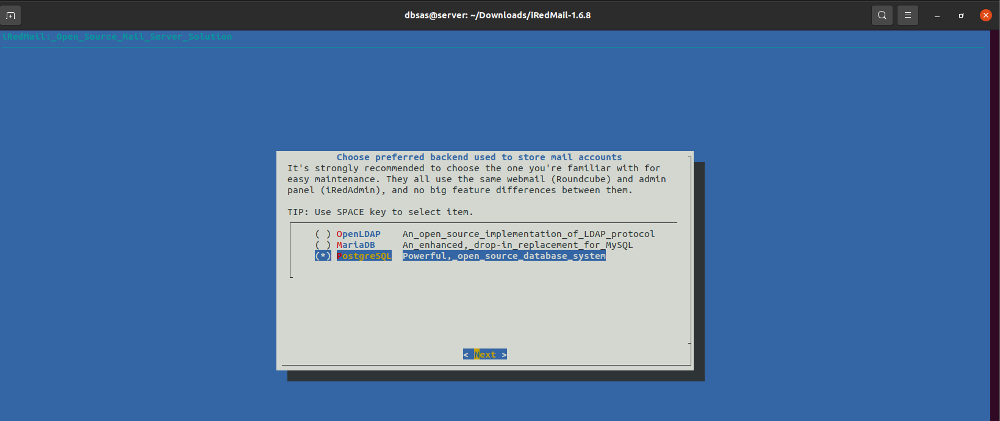 dbsas@server: ~/Downloads/iRedMail-1.6.8
iRedMail:_Open_Source_Mail_Server_Solution
Choose preferred backend used to store mail accounts
It's strongly recommended to choose the one you're familiar with for
easy maintenance. They all use the same webmail (Roundcube) and admin
panel (iRedAdmin), and no big feature differences between them.
TIP: Use SPACE key to select item.
( ) OpenLDAP An_open_source_implementation_of_LDAP_protocol
( ) MariaDB An_enhanced,_drop-in_replacement_for_MySQL
(*) PostgreSQL Powerful,_open_source_database_system
< Next >